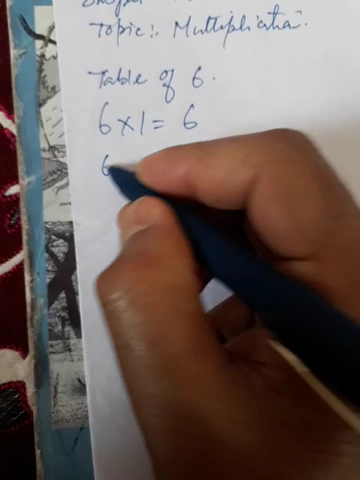 Topic:. Multiplication.
Table of 6.
6 x 1 = 6
6